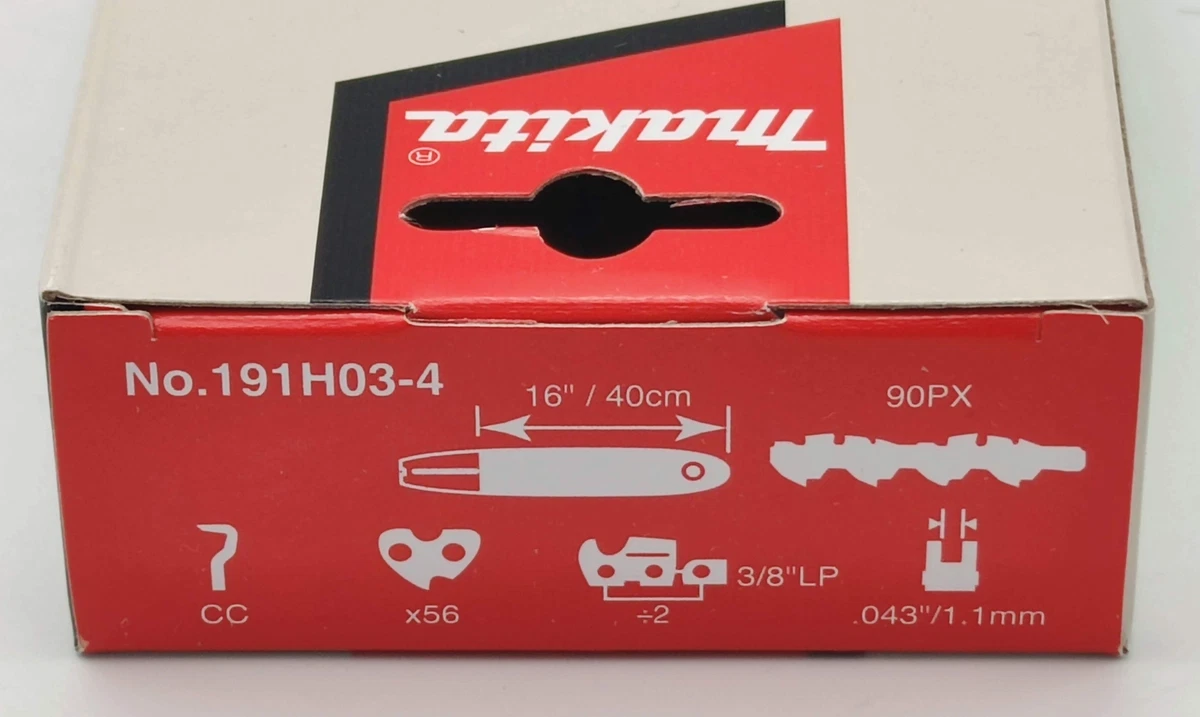 makita
®
No.191H03-4
16" / 40cm
90PX
CC
x56
÷2
3/8"LP
.043"/1.1mm